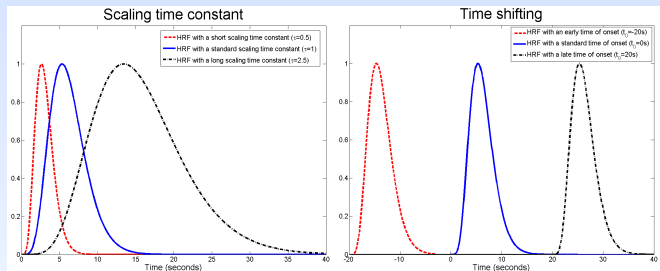 Scaling time constant
HRF with a short scaling time constant (τ=0.5)
HRF with a standard scaling time constant (τ=1)
HRF with a long scaling time constant (τ=2.5)
1
0.8
0.6
0.4
0.2
0
0 5 10 15 20 25 30 35 40
Time (seconds)
Time shifting
HRF with an early time of onset (t₀=-20s)
HRF with a standard time of onset (t₀=0s)
HRF with a late time of onset (t₀=20s)
1
0.8
0.6
0.4
0.2
0
-20 -10 0 10 20 30 40
Time (seconds)